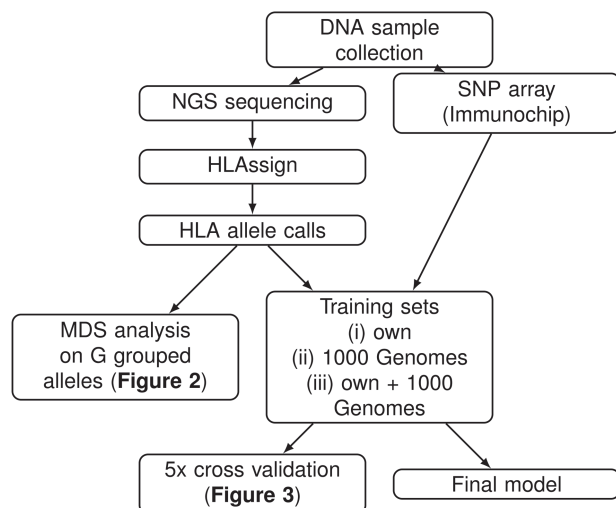 DNA sample
collection
NGS sequencing
SNP array
(Immunochip)
HLAssign
HLA allele calls
MDS analysis
on G grouped
alleles (Figure 2)
Training sets
(i) own
(ii) 1000 Genomes
(iii) own + 1000
Genomes
5x cross validation
(Figure 3)
Final model